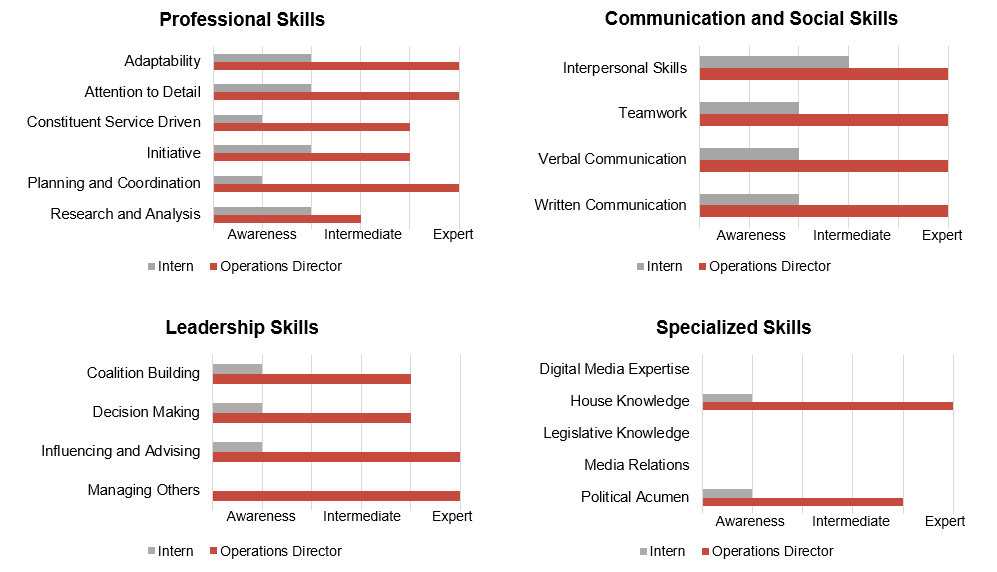 Professional Skills
Adaptability
Attention to Detail
Constituent Service Driven
Initiative
Planning and Coordination
Research and Analysis
Awareness Intermediate Expert
Intern Operations Director
Communication and Social Skills
Interpersonal Skills
Teamwork
Verbal Communication
Written Communication
Awareness Intermediate Expert
Intern Operations Director
Leadership Skills
Coalition Building
Decision Making
Influencing and Advising
Managing Others
Awareness Intermediate Expert
Intern Operations Director
Specialized Skills
Digital Media Expertise
House Knowledge
Legislative Knowledge
Media Relations
Political Acumen
Awareness Intermediate Expert
Intern Operations Director